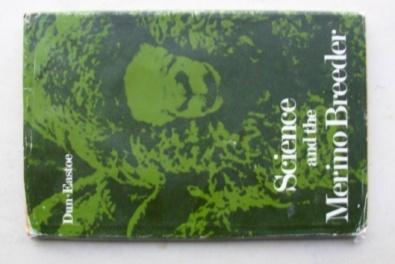 Science
and the
Merino Breeder
Dun·Eastoe